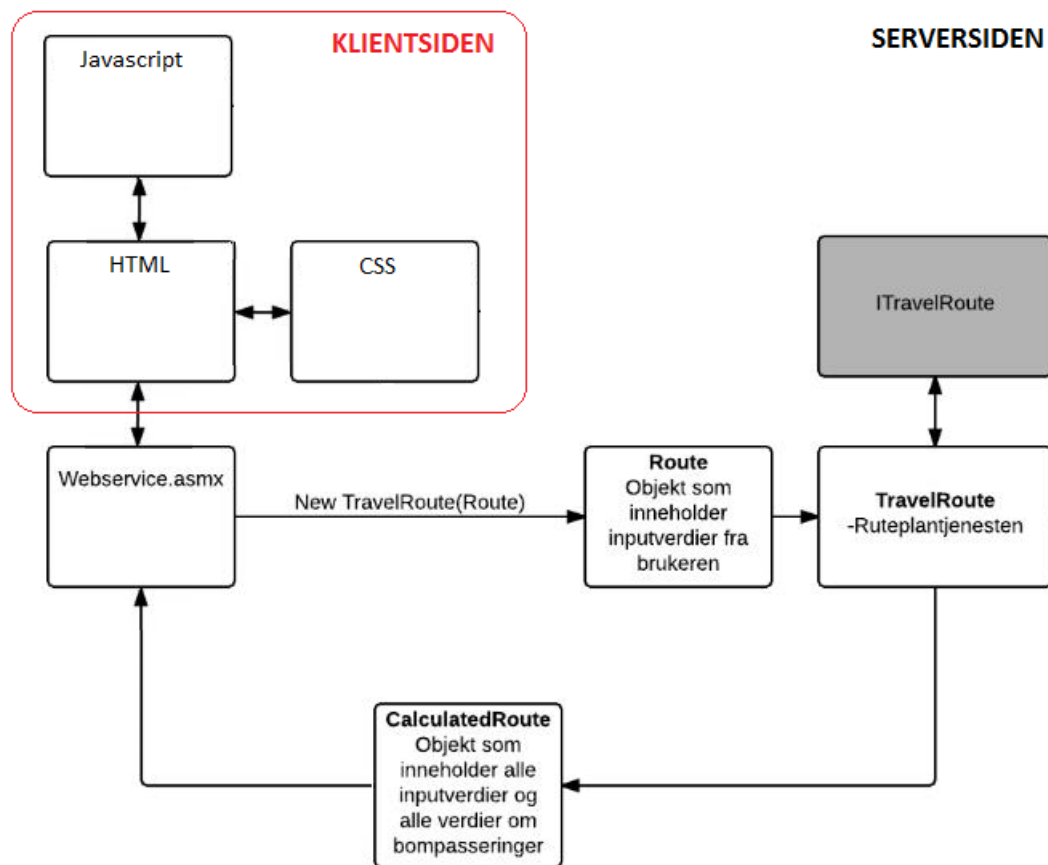 KLIENTSIDEN
SERVERSIDEN
Javascript
HTML
CSS
ITravelRoute
Webservice.asmx
New TravelRoute(Route)
Route
Objekt som
inneholder
inputverdier fra
brukeren
TravelRoute
-Ruteplantjenesten
CalculatedRoute
Objekt som
inneholder alle
inputverdier og
alle verdier om
bompasseringer